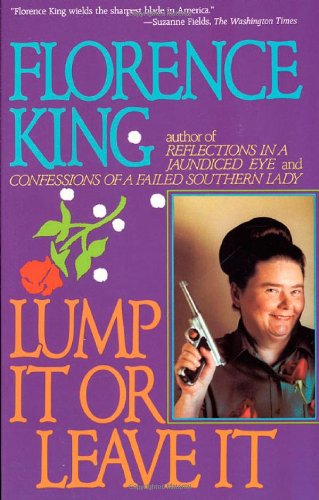 "Florence King wields the sharpest blade in America."
—Suzanne Fields, The Washington Times
FLORENCE
KING
author of
REFLECTIONS IN A
JAUNDICED EYE and
CONFESSIONS OF A FAILED SOUTHERN LADY
LUMP
IT OR
LEAVE IT